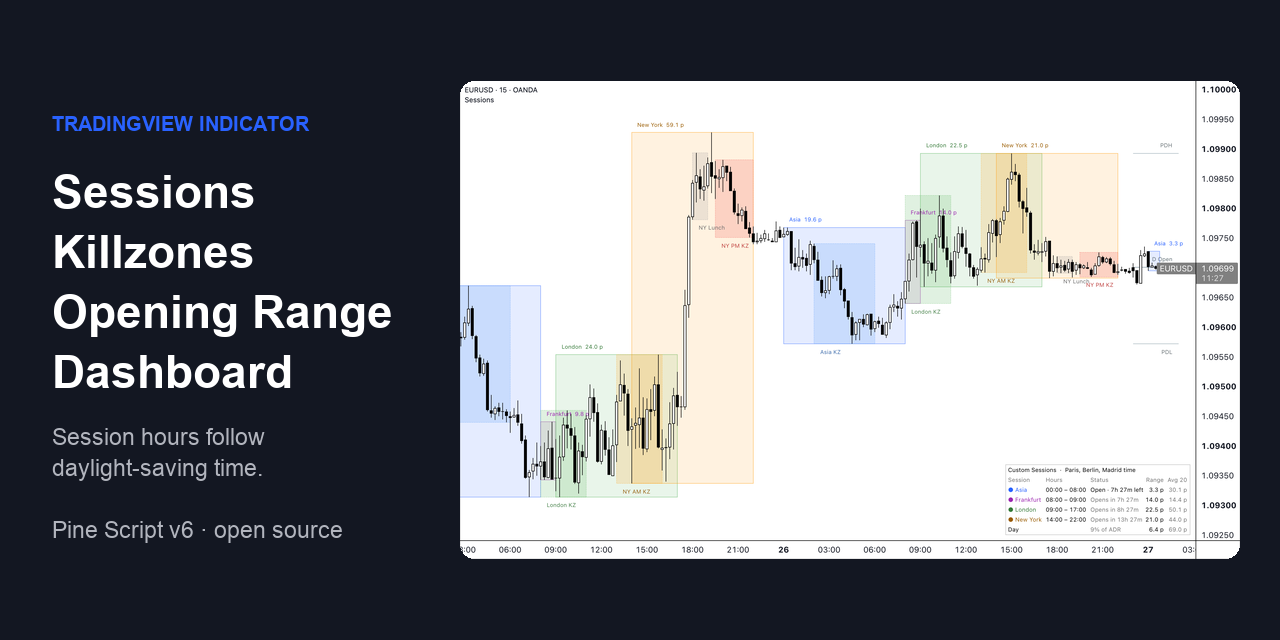 TRADINGVIEW INDICATOR
Sessions
Killzones
Opening Range
Dashboard
Session hours follow
daylight-saving time.
Pine Script v6 · open source
EURUSD · 15 · OANDA
Sessions
New York 59.1 p
NY Lunch
NY PM KZ
London 24.0 p
Frankfurt 9.8 p
London KZ
NY AM KZ
Asia 19.6 p
Asia KZ
Frankfurt 14.0 p
London 22.5 p
New York 21.0 p
London KZ
NY AM KZ
NY Lunch
NY PM KZ
PDH
Asia 3.3 p
D Open
EURUSD
PDL
1.10000
1.09950
1.09900
1.09850
1.09800
1.09750
1.09699
11:27
1.09650
1.09600
1.09550
1.09500
1.09450
1.09400
1.09350
1.09300
1.09250
Custom Sessions · Paris, Berlin, Madrid time
Session Hours Status Range Avg 20
Asia 00:00 – 08:00 Open · 7h 27m left 3.3 p 30.1 p
Frankfurt 08:00 – 09:00 Opens in 7h 27m 14.0 p 14.4 p
London 09:00 – 17:00 Opens in 8h 27m 22.5 p 50.1 p
New York 14:00 – 22:00 Opens in 13h 27m 21.0 p 44.0 p
Day 9% of ADR 6.4 p 69.0 p
:00 06:00 09:00 12:00 15:00 18:00 21:00 26 03:00 06:00 09:00 12:00 15:00 18:00 21:00 27 03: